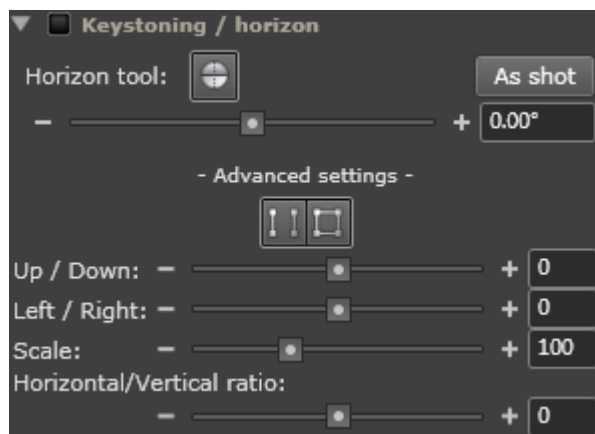 Keystoning / horizon
Horizon tool: As shot
0.00°
- Advanced settings -
Up / Down: 0
Left / Right: 0
Scale: 100
Horizontal/Vertical ratio:
0